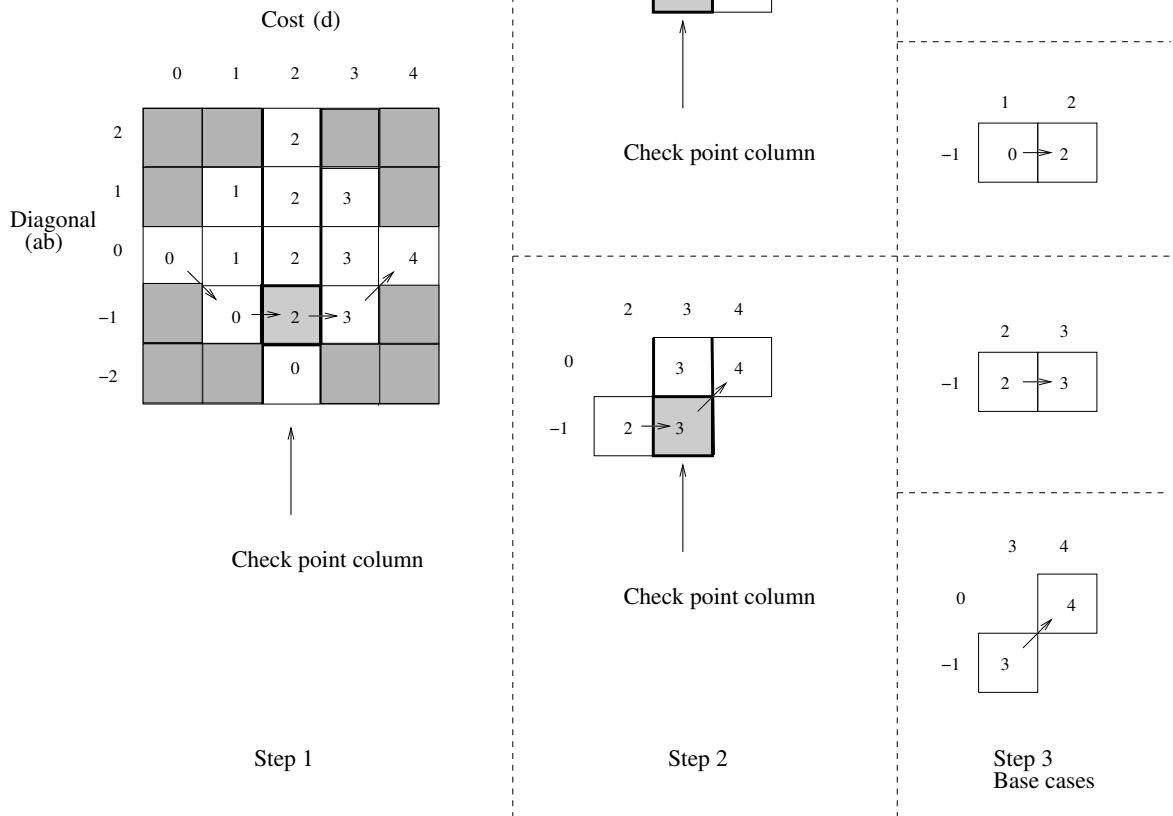 Cost (d)
0 1 2 3 4
2 2
1 1 2 3
Diagonal
(ab)
0 0 1 2 3 4
−1 0 2 3
−2 0
Check point column
Step 1
Check point column
2 3 4
0 3 4
−1 2 3
Check point column
Step 2
1 2
−1 0 2
2 3
−1 2 3
3 4
0 4
−1 3
Step 3
Base cases